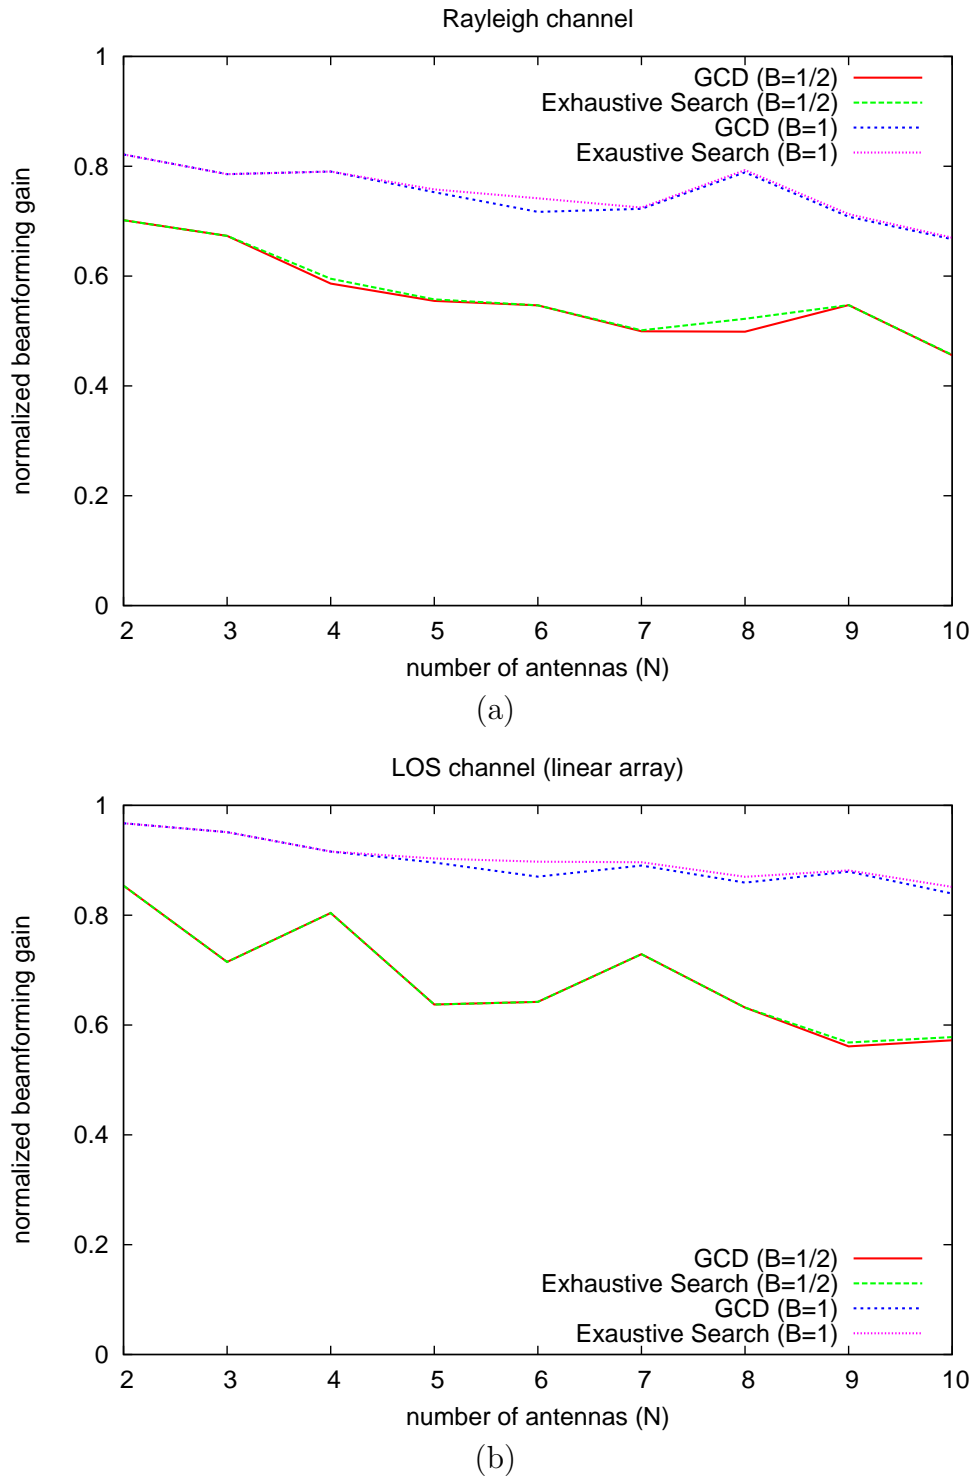 Rayleigh channel
1
0.8
0.6
0.4
0.2
0
normalized beamforming gain
GCD (B=1/2)
Exhaustive Search (B=1/2)
GCD (B=1)
Exaustive Search (B=1)
2 3 4 5 6 7 8 9 10
number of antennas (N)
(a)
LOS channel (linear array)
1
0.8
0.6
0.4
0.2
0
normalized beamforming gain
GCD (B=1/2)
Exhaustive Search (B=1/2)
GCD (B=1)
Exaustive Search (B=1)
2 3 4 5 6 7 8 9 10
number of antennas (N)
(b)